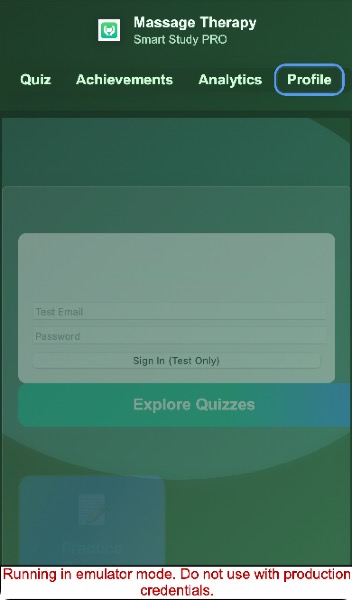 Massage Therapy
Smart Study PRO
Quiz Achievements Analytics Profile
Test Email
Password
Sign In (Test Only)
Explore Quizzes
Practice
Running in emulator mode. Do not use with production
credentials.